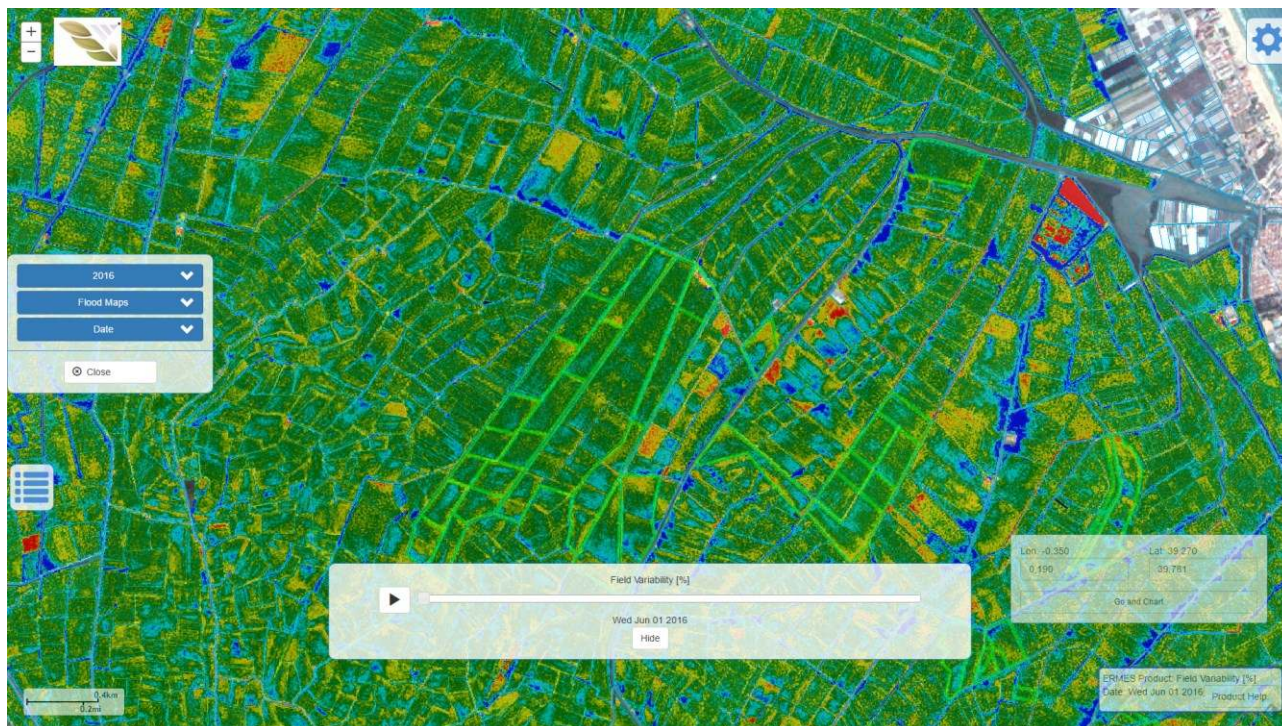 +
−
2016
Flood Maps
Date
Close
Lon: -0.350 Lat: 39.270
0.190 39.781
Go and Chart
Field Variability [%]
Wed Jun 01 2016
Hide
0.4km
0.2mi
ERMES Product: Field Variability [%]
Date: Wed Jun 01 2016
Product Help